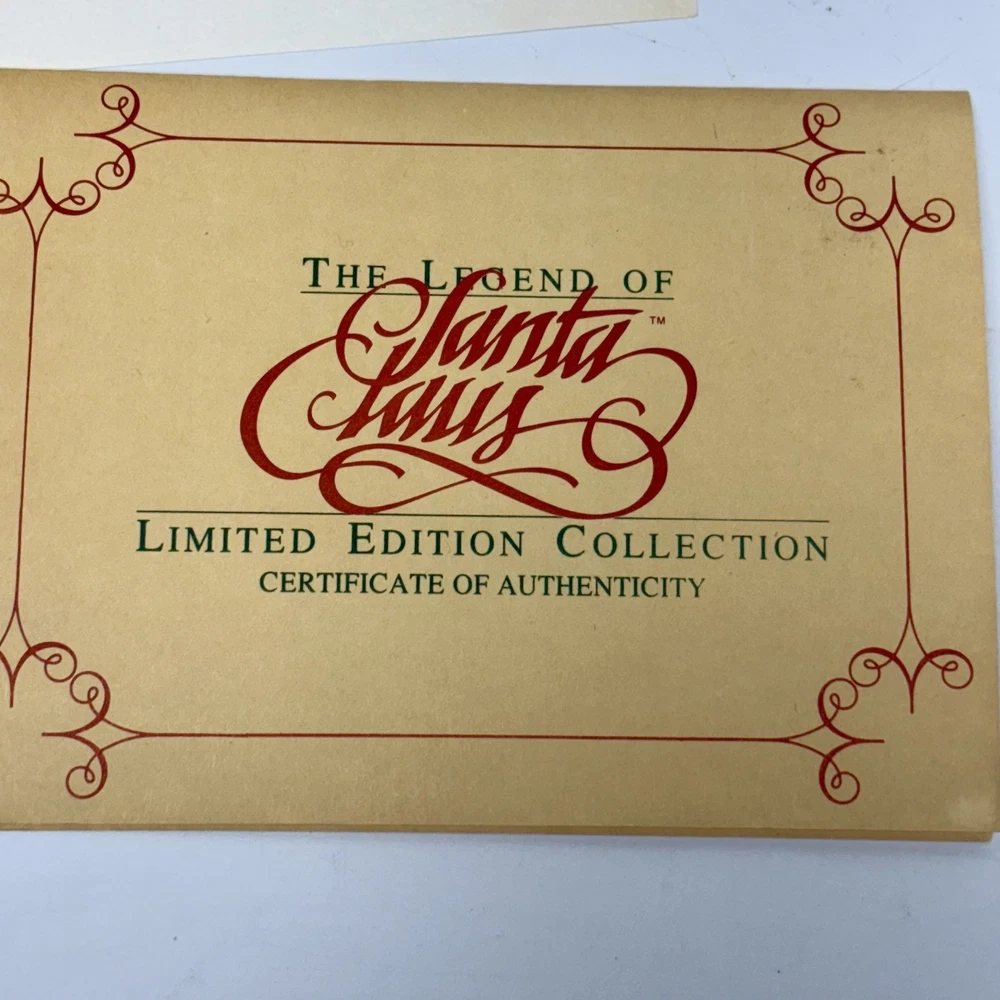 THE LEGEND OF
Santa
Claus™
LIMITED EDITION COLLECTION
CERTIFICATE OF AUTHENTICITY